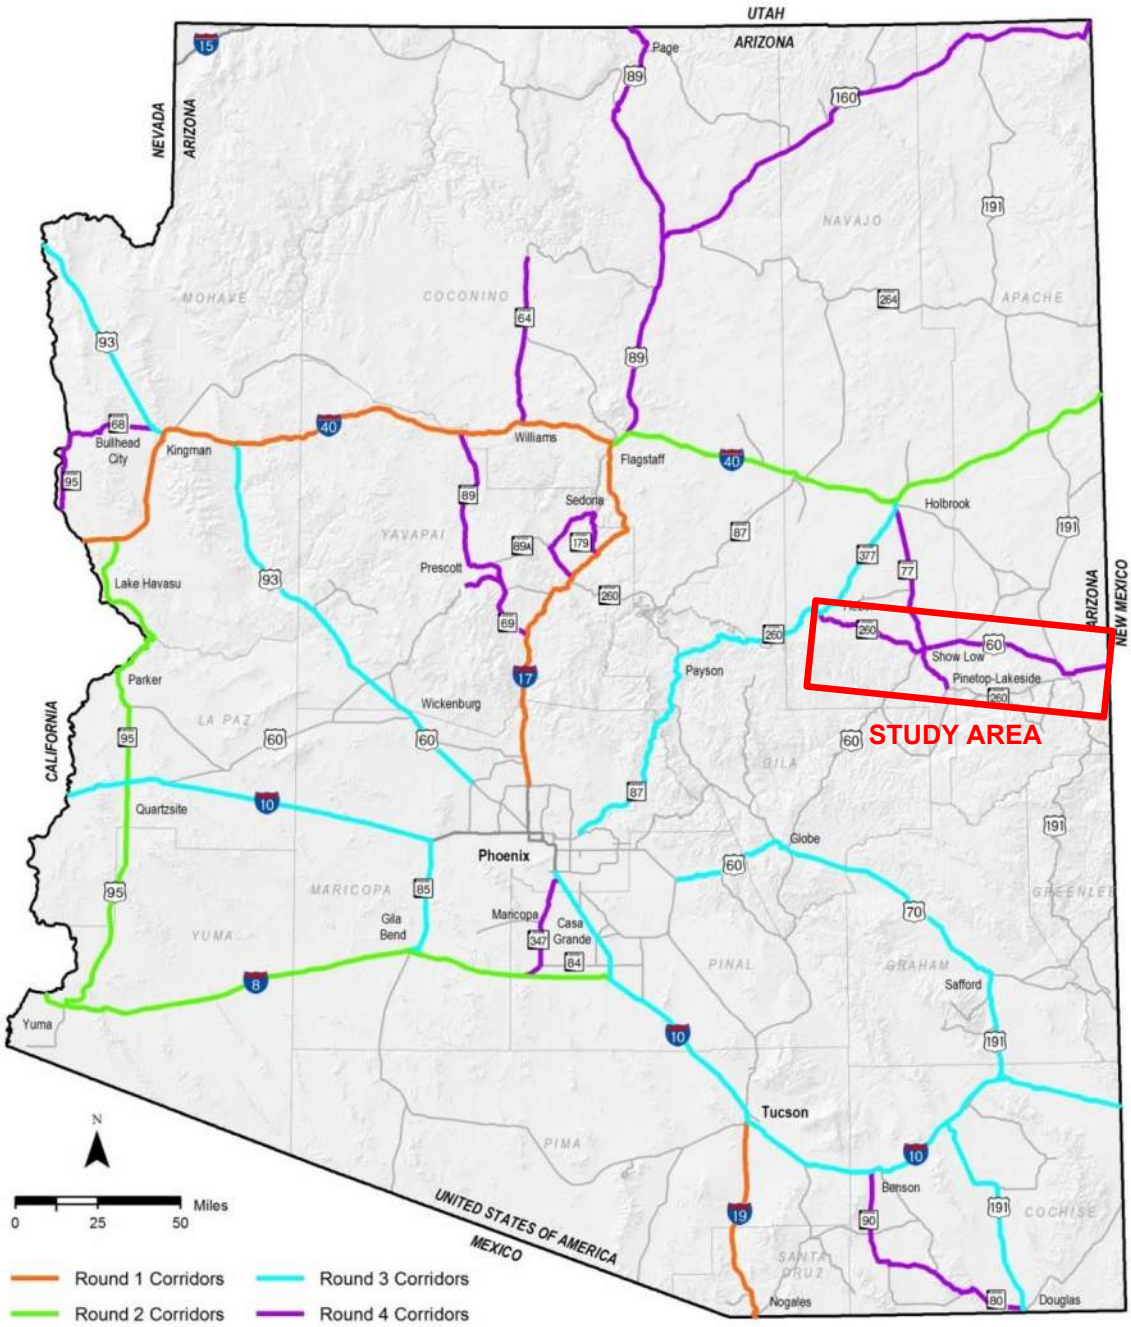 UTAH
ARIZONA
15
Page
89
160
NEVADA
ARIZONA
191
NAVAJO
MOHAVE
COCONINO
264
APACHE
64
93
89
68
Bullhead
City
Kingman
40
Williams
Flagstaff
40
95
89
Sedona
Holbrook
YAVAPAI
89A
179
87
191
377
77
Prescott
Lake Havasu
93
260
69
ARIZONA
NEW MEXICO
260
260
60
Show Low
Pinetop-Lakeside
260
Payson
17
Parker
Wickenburg
LA PAZ
CALIFORNIA
95
60
60
60
STUDY AREA
GILA
10
Quartzsite
87
191
Globe
Phoenix
60
MARICOPA
85
95
GREENLEE
70
Maricopa
Casa
Grande
Gila
Bend
YUMA
347
84
PINAL
GRAHAM
8
Safford
Yuma
10
191
Tucson
N
PIMA
10
Benson
UNITED STATES OF AMERICA
MEXICO
Miles
0 25 50
19
90
191
COCHISE
SANTA
CRUZ
80
Douglas
Nogales
Round 1 Corridors
Round 3 Corridors
Round 2 Corridors
Round 4 Corridors